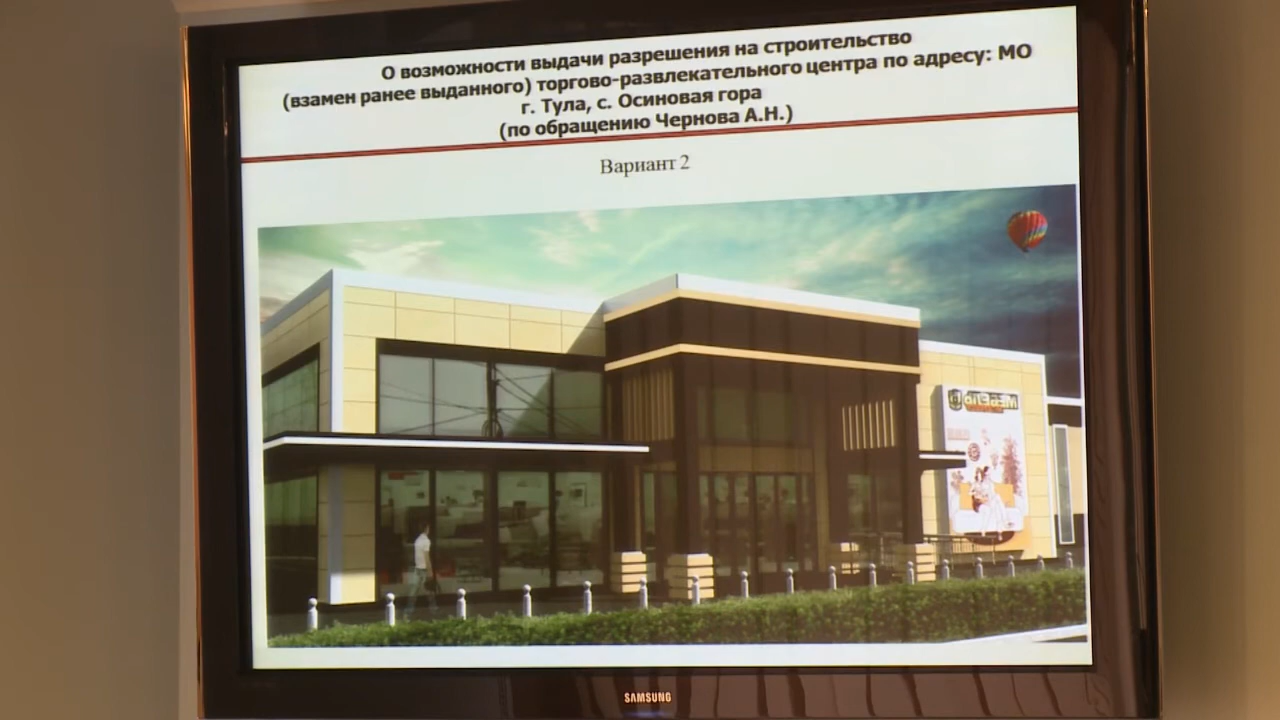 О возможности выдачи разрешения на строительство
(взамен ранее выданного) торгово-развлекательного центра по адресу: МО
г. Тула, с. Осиновая гора
(по обращению Чернова А.Н.)
Вариант 2
SAMSUNG